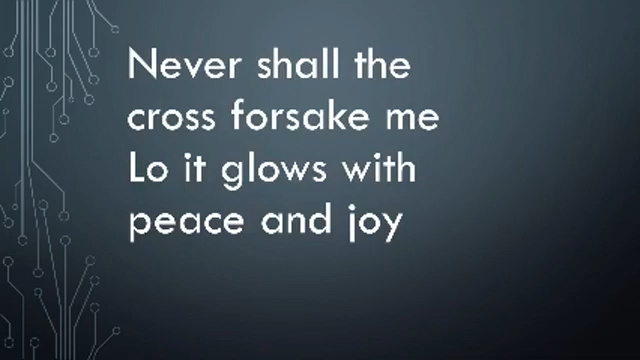 Never shall the
cross forsake me
Lo it glows with
peace and joy